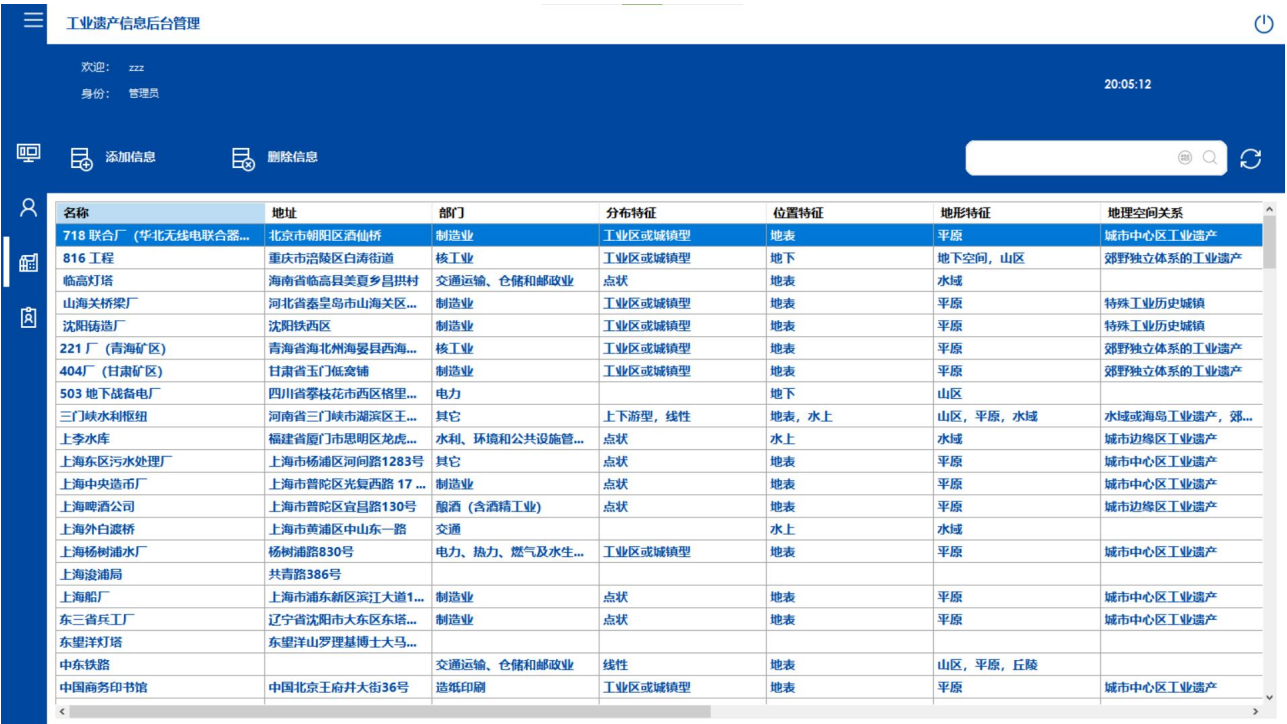 工业遗产信息后台管理
欢迎： zzz
20:05:12
身份： 管理员
添加信息 删除信息
名称 地址 部门 分布特征 位置特征 地形特征 地理空间关系
718 联合厂（华北无线电联合器... 北京市朝阳区酒仙桥 制造业 工业区或城镇型 地表 平原 城市中心区工业遗产
816 工程 重庆市涪陵区白涛街道 核工业 工业区或城镇型 地下 地下空间，山区 郊野独立体系的工业遗产
临高灯塔 海南省临高县美夏乡昌拱村 交通运输、仓储和邮政业 点状 地表 水域
山海关桥梁厂 河北省秦皇岛市山海关区... 制造业 工业区或城镇型 地表 平原 特殊工业历史城镇
沈阳铸造厂 沈阳铁西区 制造业 工业区或城镇型 地表 平原 特殊工业历史城镇
221 厂（青海矿区） 青海省海北州海晏县西海... 核工业 工业区或城镇型 地表 平原 郊野独立体系的工业遗产
404厂（甘肃矿区） 甘肃省玉门低窝铺 制造业 工业区或城镇型 地表 平原 郊野独立体系的工业遗产
503 地下战备电厂 四川省攀枝花市西区格里... 电力 地下 山区
三门峡水利枢纽 河南省三门峡市湖滨区王... 其它 上下游型，线性 地表，水上 山区，平原，水域 水域或海岛工业遗产，郊...
上李水库 福建省厦门市思明区龙虎... 水利、环境和公共设施管... 点状 水上 水域 城市边缘区工业遗产
上海东区污水处理厂 上海市杨浦区河间路1283号 其它 点状 地表 平原 城市中心区工业遗产
上海中央造币厂 上海市普陀区光复西路 17 ... 制造业 点状 地表 平原 城市中心区工业遗产
上海啤酒公司 上海市普陀区宜昌路130号 酿酒（含酒精工业） 点状 地表 平原 城市边缘区工业遗产
上海外白渡桥 上海市黄浦区中山东一路 交通 水上 水域
上海杨树浦水厂 杨树浦路830号 电力、热力、燃气及水生... 工业区或城镇型 地表 平原 城市中心区工业遗产
上海浚浦局 共青路386号
上海船厂 上海市浦东新区滨江大道1... 制造业 点状 地表 平原 城市中心区工业遗产
东三省兵工厂 辽宁省沈阳市大东区东塔... 制造业 点状 地表 平原 城市中心区工业遗产
东望洋灯塔 东望洋山罗理基博士大马...
中东铁路 交通运输、仓储和邮政业 线性 地表 山区，平原，丘陵
中国商务印书馆 中国北京王府井大街36号 造纸印刷 工业区或城镇型 地表 平原 城市中心区工业遗产